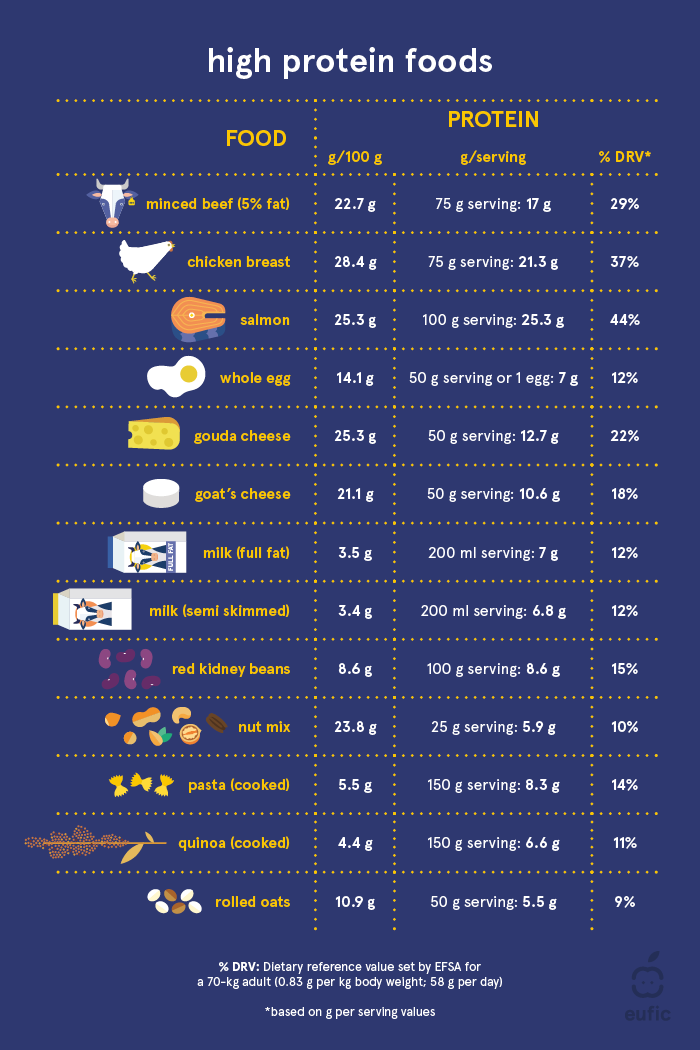 high protein foods
FOOD
PROTEIN
g/100 g g/serving % DRV*
minced beef (5% fat) 22.7 g 75 g serving: 17 g 29%
chicken breast 28.4 g 75 g serving: 21.3 g 37%
salmon 25.3 g 100 g serving: 25.3 g 44%
whole egg 14.1 g 50 g serving or 1 egg: 7 g 12%
gouda cheese 25.3 g 50 g serving: 12.7 g 22%
goat's cheese 21.1 g 50 g serving: 10.6 g 18%
FULL FAT
milk (full fat) 3.5 g 200 ml serving: 7 g 12%
milk (semi skimmed) 3.4 g 200 ml serving: 6.8 g 12%
red kidney beans 8.6 g 100 g serving: 8.6 g 15%
nut mix 23.8 g 25 g serving: 5.9 g 10%
pasta (cooked) 5.5 g 150 g serving: 8.3 g 14%
quinoa (cooked) 4.4 g 150 g serving: 6.6 g 11%
rolled oats 10.9 g 50 g serving: 5.5 g 9%
% DRV: Dietary reference value set by EFSA for
a 70-kg adult (0.83 g per kg body weight; 58 g per day)
*based on g per serving values
eufic